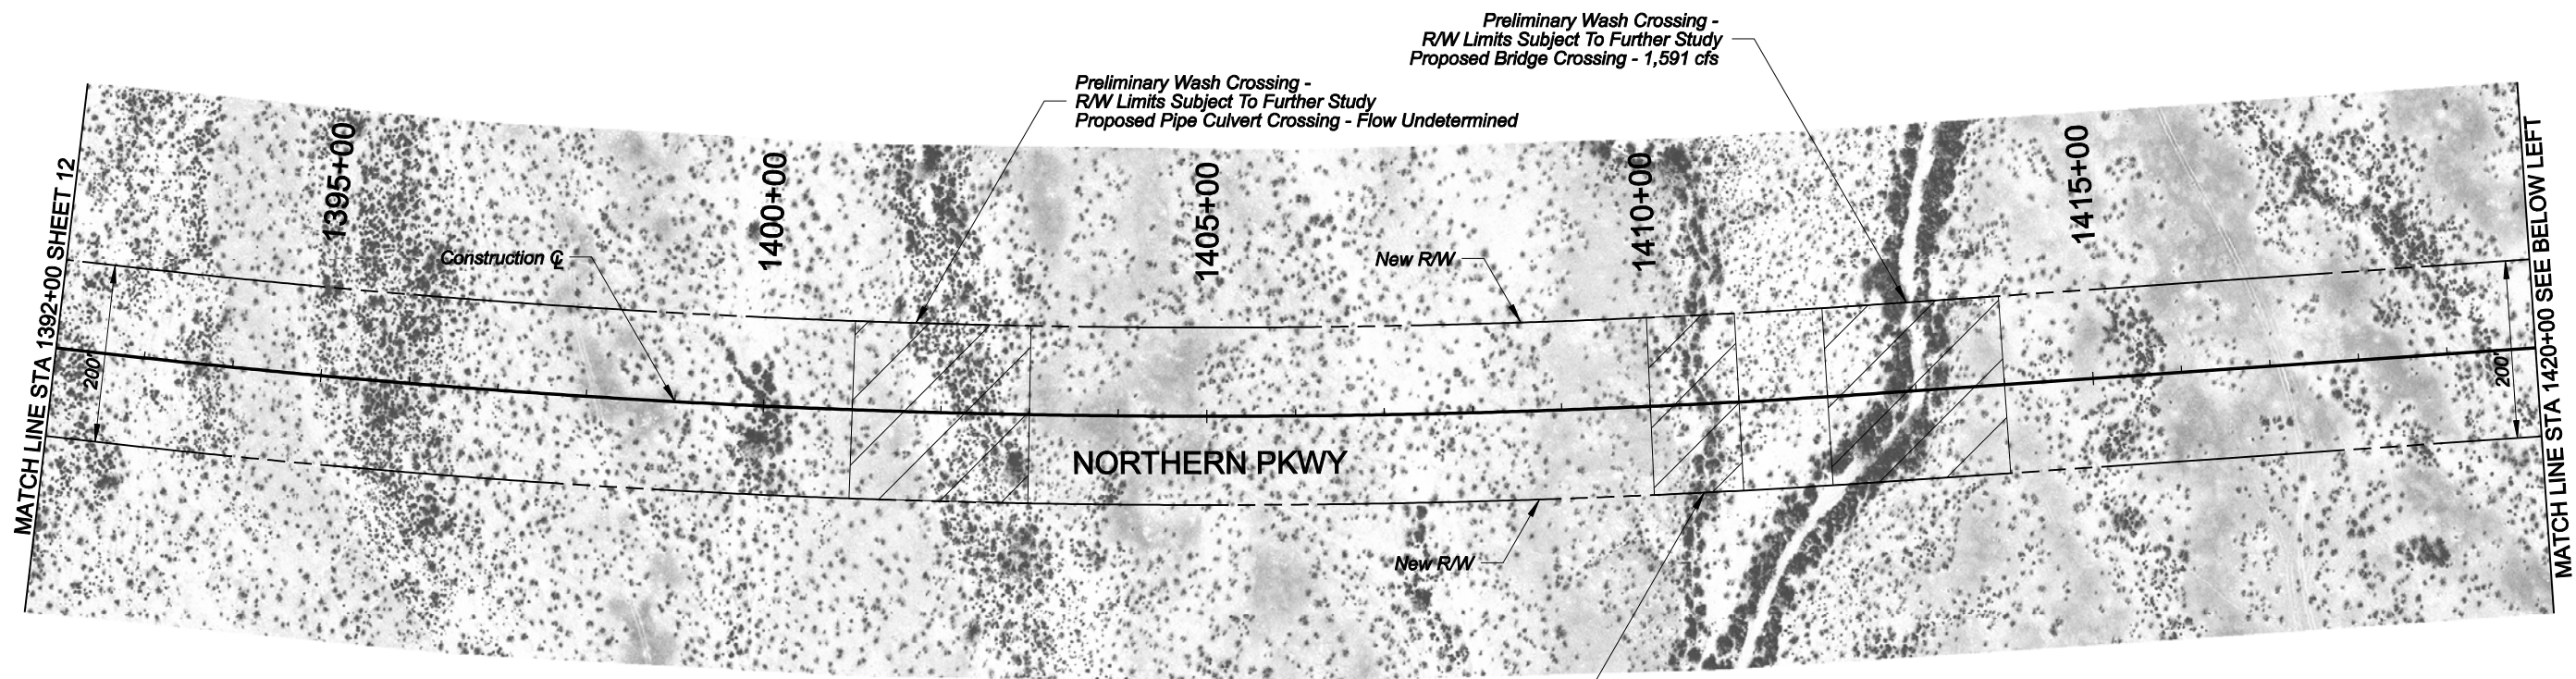 Preliminary Wash Crossing -
R/W Limits Subject To Further Study
Proposed Bridge Crossing - 1,591 cfs
Preliminary Wash Crossing -
R/W Limits Subject To Further Study
Proposed Pipe Culvert Crossing - Flow Undetermined
MATCH LINE STA 1392+00 SHEET 12
1395+00
1400+00
1405+00
1410+00
1415+00
MATCH LINE STA 1420+00 SEE BELOW LEFT
Construction ℄
New R/W
200'
200'
NORTHERN PKWY
New R/W